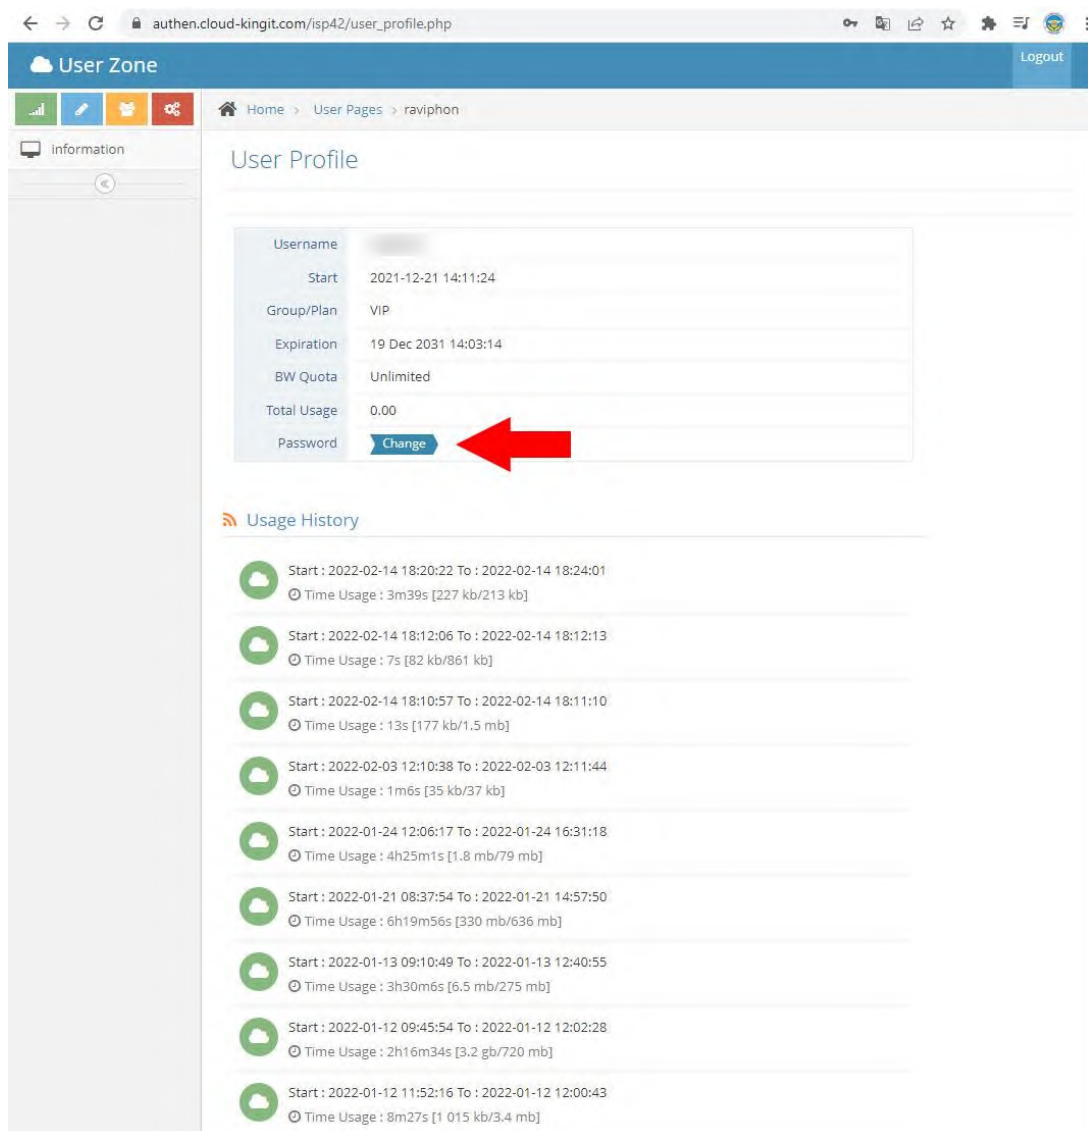 authen.cloud-kingit.com/isp42/user_profile.php
User Zone
Logout
Home > User Pages > raviphon
information
User Profile
Username
Start 2021-12-21 14:11:24
Group/Plan VIP
Expiration 19 Dec 2031 14:03:14
BW Quota Unlimited
Total Usage 0.00
Password Change
Usage History
Start : 2022-02-14 18:20:22 To : 2022-02-14 18:24:01
Time Usage : 3m39s [227 kb/213 kb]
Start : 2022-02-14 18:12:06 To : 2022-02-14 18:12:13
Time Usage : 7s [82 kb/861 kb]
Start : 2022-02-14 18:10:57 To : 2022-02-14 18:11:10
Time Usage : 13s [177 kb/1.5 mb]
Start : 2022-02-03 12:10:38 To : 2022-02-03 12:11:44
Time Usage : 1m6s [35 kb/37 kb]
Start : 2022-01-24 12:06:17 To : 2022-01-24 16:31:18
Time Usage : 4h25m1s [1.8 mb/79 mb]
Start : 2022-01-21 08:37:54 To : 2022-01-21 14:57:50
Time Usage : 6h19m56s [330 mb/636 mb]
Start : 2022-01-13 09:10:49 To : 2022-01-13 12:40:55
Time Usage : 3h30m6s [6.5 mb/275 mb]
Start : 2022-01-12 09:45:54 To : 2022-01-12 12:02:28
Time Usage : 2h16m34s [3.2 gb/720 mb]
Start : 2022-01-12 11:52:16 To : 2022-01-12 12:00:43
Time Usage : 8m27s [1 015 kb/3.4 mb]